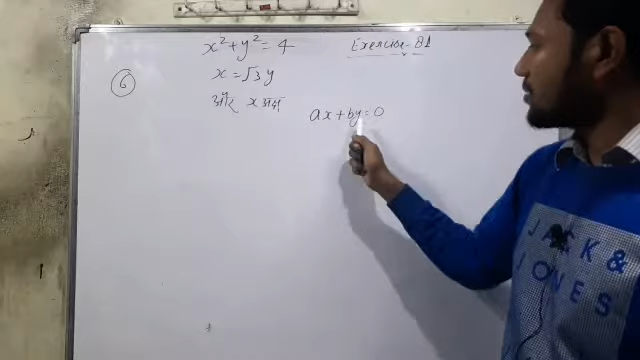 x² + y² = 4
Exercise-8.1
6
x = √3 y
और x अक्ष
ax + by = 0
JACK &
JONES